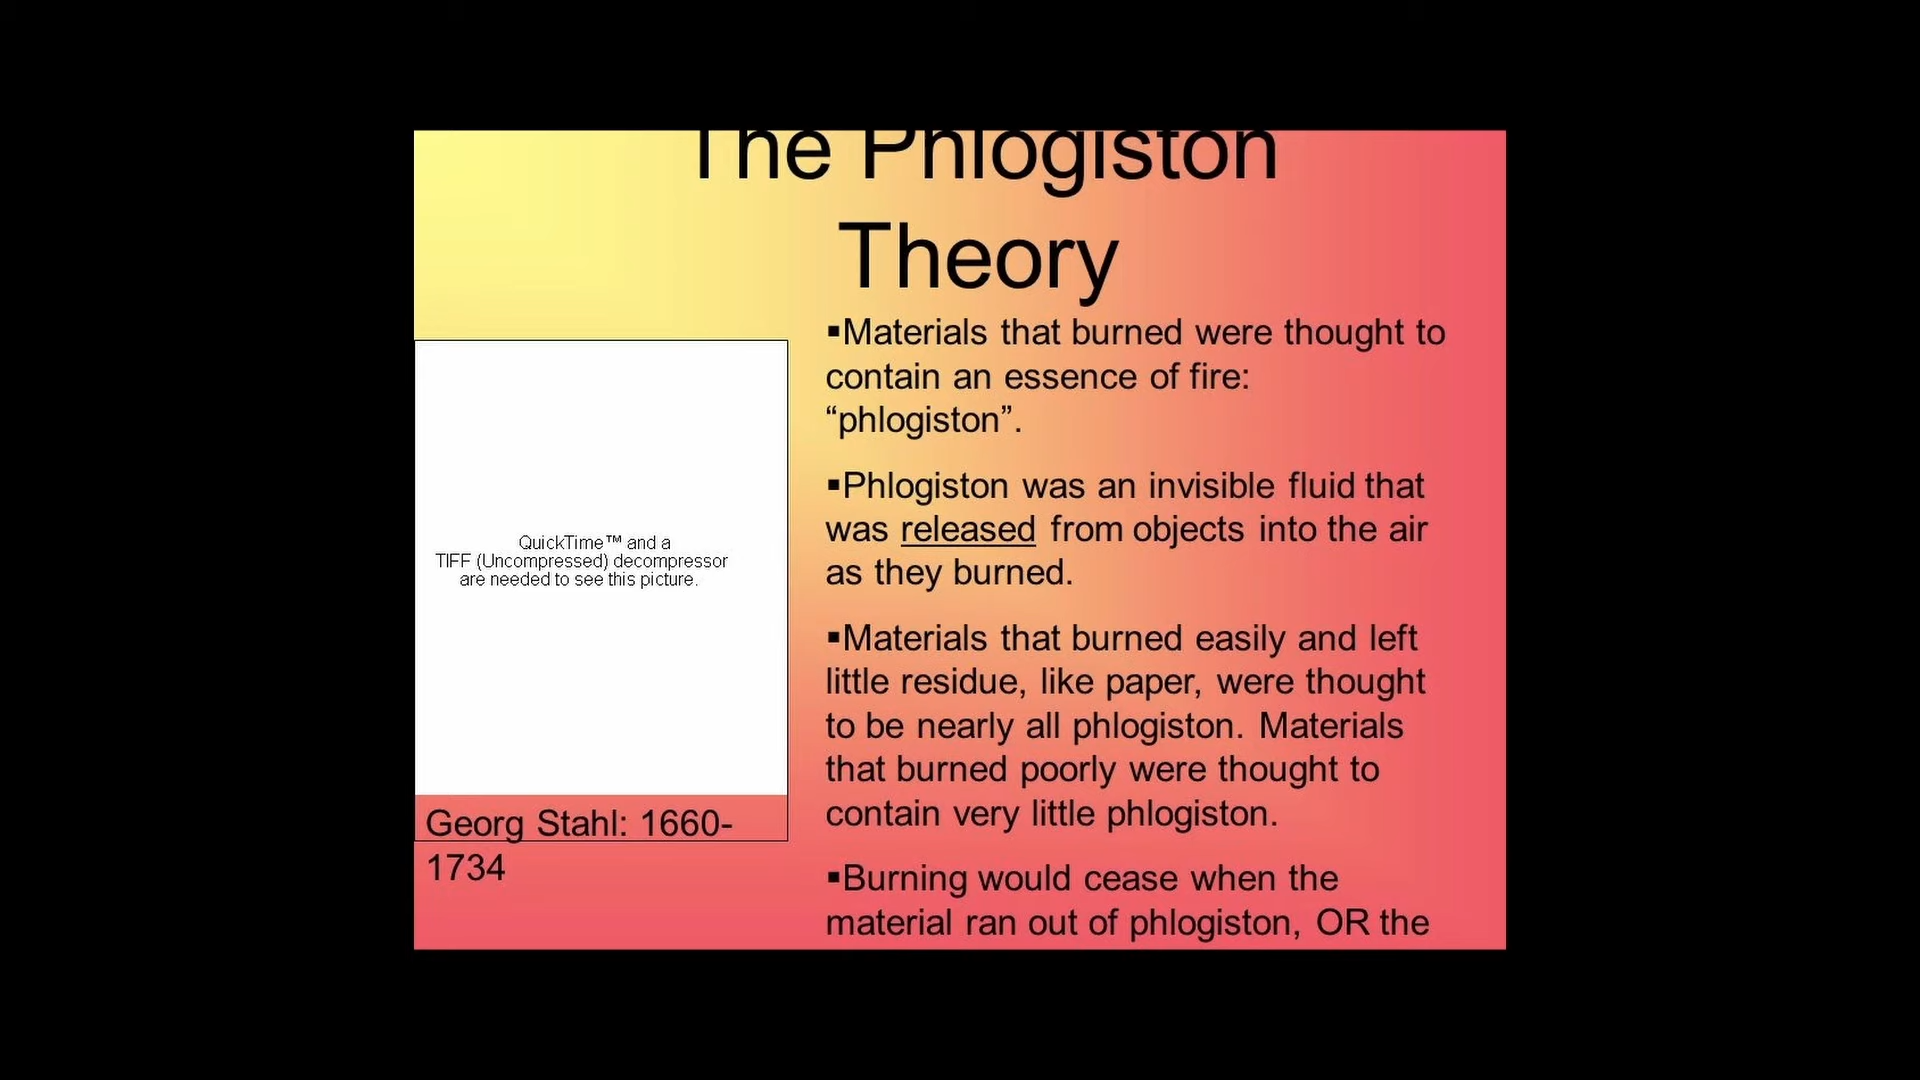 The Phlogiston
Theory
▪Materials that burned were thought to
contain an essence of fire:
“phlogiston”.
▪Phlogiston was an invisible fluid that
was released from objects into the air
as they burned.
▪Materials that burned easily and left
little residue, like paper, were thought
to be nearly all phlogiston. Materials
that burned poorly were thought to
contain very little phlogiston.
▪Burning would cease when the
material ran out of phlogiston, OR the
QuickTime™ and a
TIFF (Uncompressed) decompressor
are needed to see this picture.
Georg Stahl: 1660-
1734